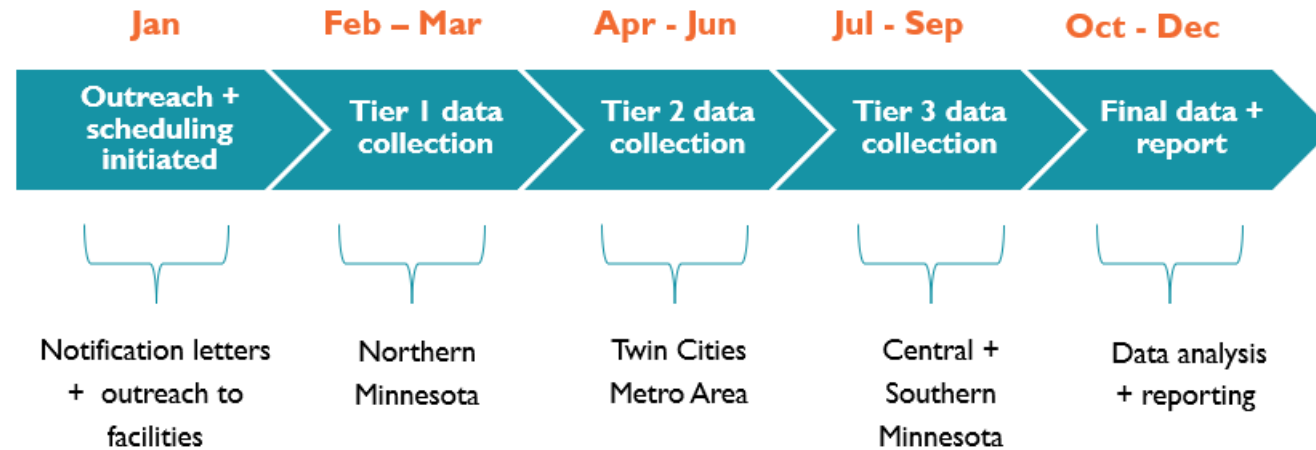 Jan
Feb – Mar
Apr - Jun
Jul - Sep
Oct - Dec
Outreach +
scheduling
initiated
Tier 1 data
collection
Tier 2 data
collection
Tier 3 data
collection
Final data +
report
Notification letters
+ outreach to
facilities
Northern
Minnesota
Twin Cities
Metro Area
Central +
Southern
Minnesota
Data analysis
+ reporting